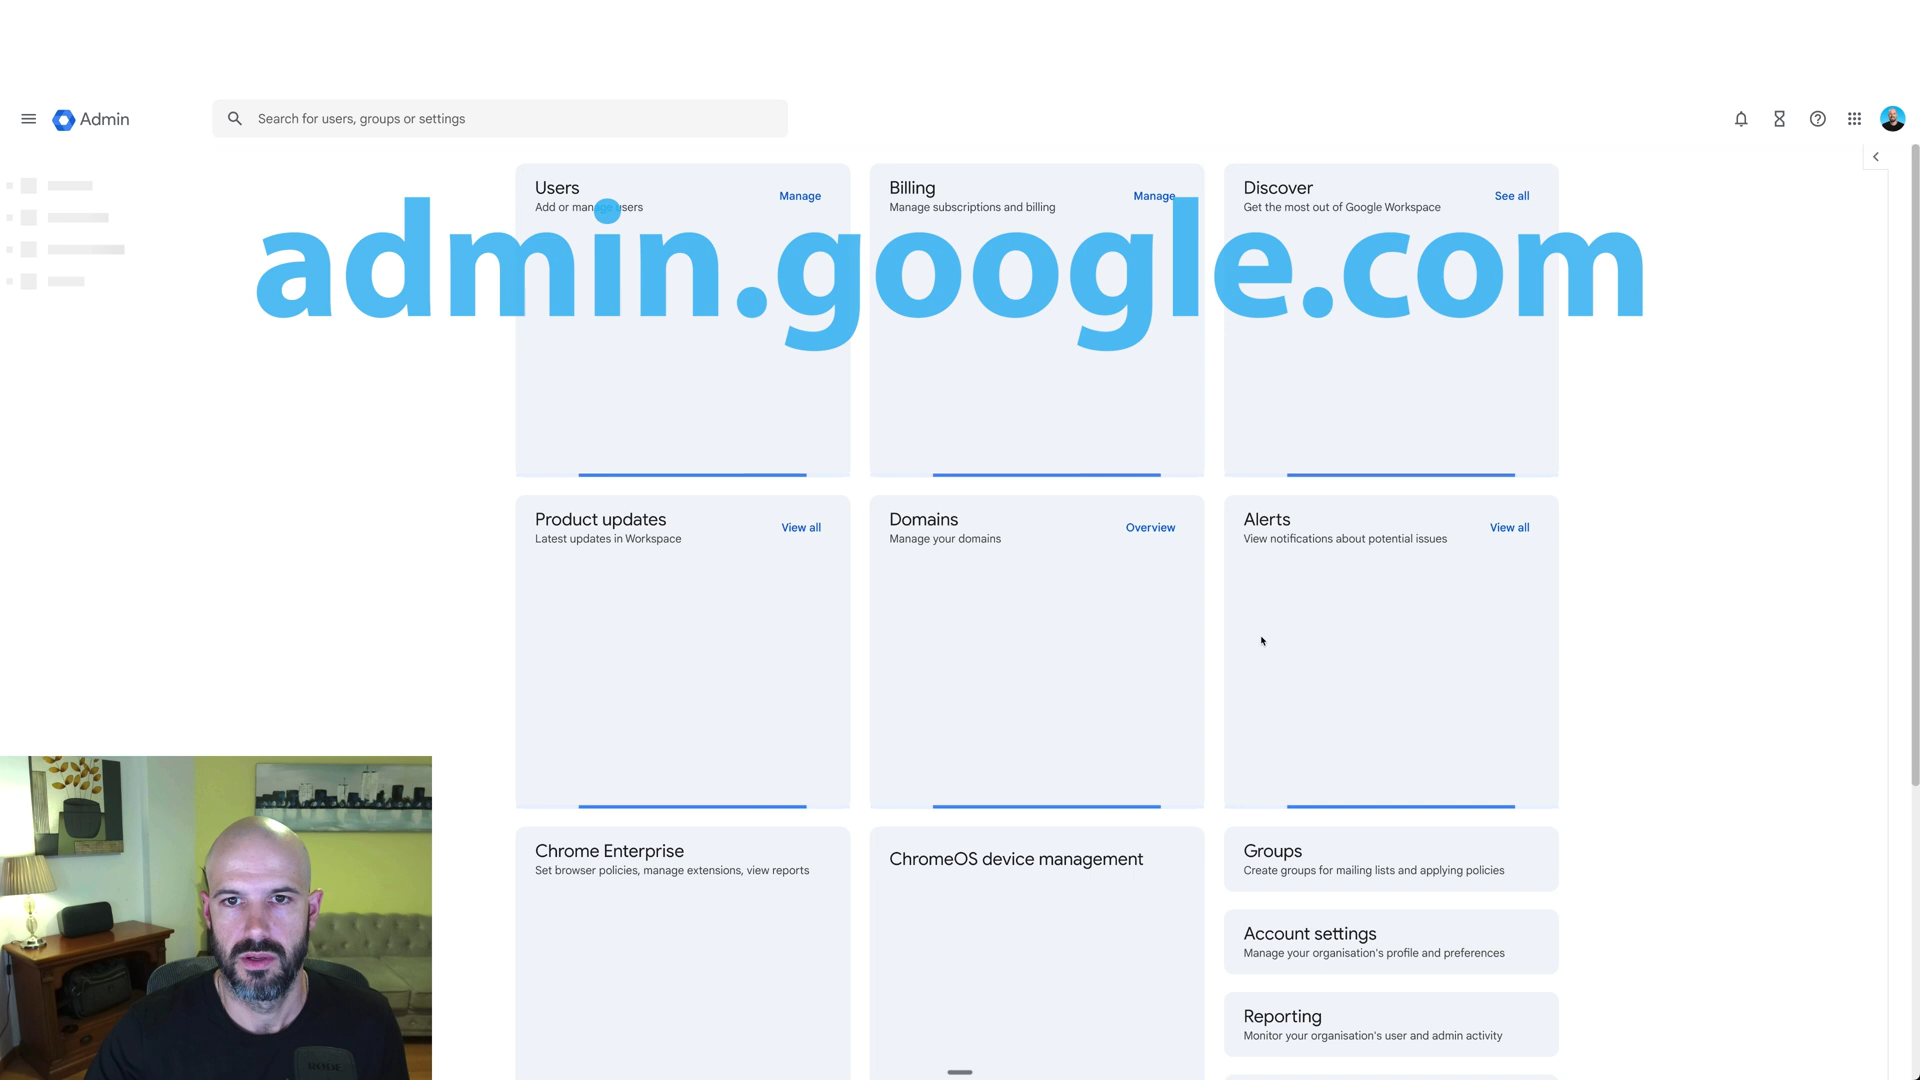 Admin
Search for users, groups or settings
Users
Manage
Add or manage users
Billing
Manage
Manage subscriptions and billing
Discover
See all
Get the most out of Google Workspace
admin.google.com
Product updates
View all
Latest updates in Workspace
Domains
Overview
Manage your domains
Alerts
View all
View notifications about potential issues
Chrome Enterprise
Set browser policies, manage extensions, view reports
ChromeOS device management
Groups
Create groups for mailing lists and applying policies
Account settings
Manage your organisation's profile and preferences
Reporting
Monitor your organisation's user and admin activity